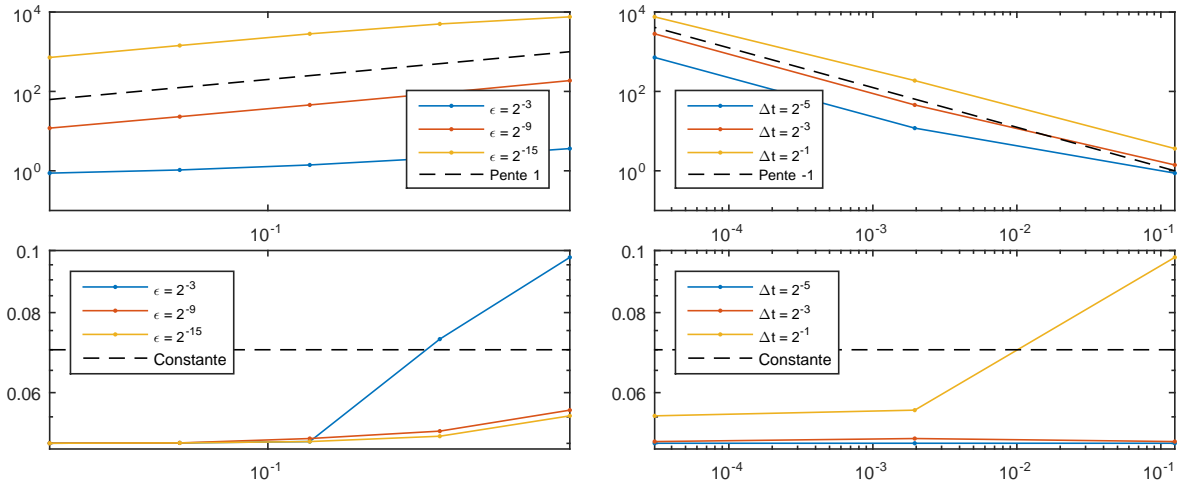 10^4
10^2
10^0
ϵ = 2^-3
ϵ = 2^-9
ϵ = 2^-15
Pente 1
10^-1
10^4
10^2
10^0
Δt = 2^-5
Δt = 2^-3
Δt = 2^-1
Pente -1
10^-4 10^-3 10^-2 10^-1
0.1
0.08
0.06
ϵ = 2^-3
ϵ = 2^-9
ϵ = 2^-15
Constante
10^-1
0.1
0.08
0.06
Δt = 2^-5
Δt = 2^-3
Δt = 2^-1
Constante
10^-4 10^-3 10^-2 10^-1